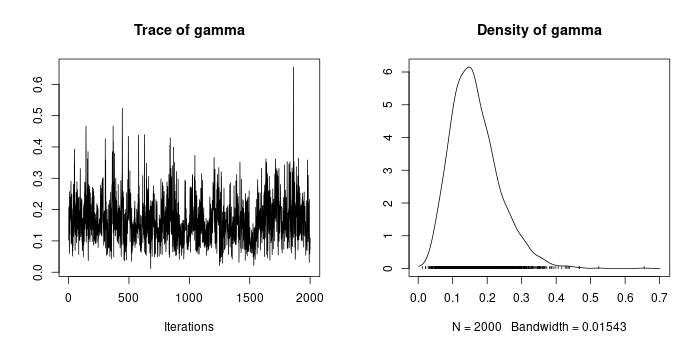 Trace of gamma
0.0 0.1 0.2 0.3 0.4 0.5 0.6
0 500 1000 1500 2000
Iterations
Density of gamma
0 1 2 3 4 5 6
0.0 0.1 0.2 0.3 0.4 0.5 0.6 0.7
N = 2000 Bandwidth = 0.01543